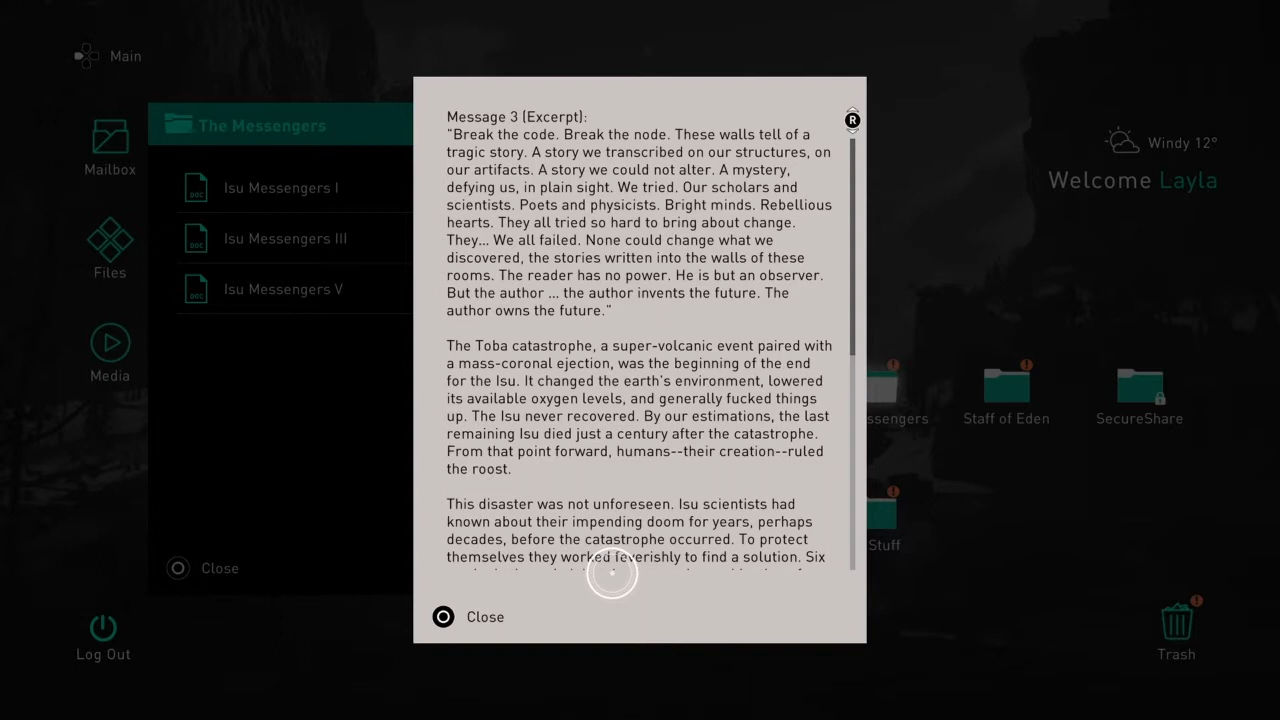 Main
The Messengers
Mailbox
Isu Messengers I
Isu Messengers III
Files
Isu Messengers V
Media
Close
Log Out
Message 3 (Excerpt):
"Break the code. Break the node. These walls tell of a
tragic story. A story we transcribed on our structures, on
our artifacts. A story we could not alter. A mystery,
defying us, in plain sight. We tried. Our scholars and
scientists. Poets and physicists. Bright minds. Rebellious
hearts. They all tried so hard to bring about change.
They... We all failed. None could change what we
discovered, the stories written into the walls of these
rooms. The reader has no power. He is but an observer.
But the author ... the author invents the future. The
author owns the future."
The Toba catastrophe, a super-volcanic event paired with
a mass-coronal ejection, was the beginning of the end
for the Isu. It changed the earth's environment, lowered
its available oxygen levels, and generally fucked things
up. The Isu never recovered. By our estimations, the last
remaining Isu died just a century after the catastrophe.
From that point forward, humans--their creation--ruled
the roost.
This disaster was not unforeseen. Isu scientists had
known about their impending doom for years, perhaps
decades, before the catastrophe occurred. To protect
themselves they worked feverishly to find a solution. Six
R
Close
Windy 12°
Welcome Layla
ssengers
Staff of Eden
SecureShare
Stuff
Trash